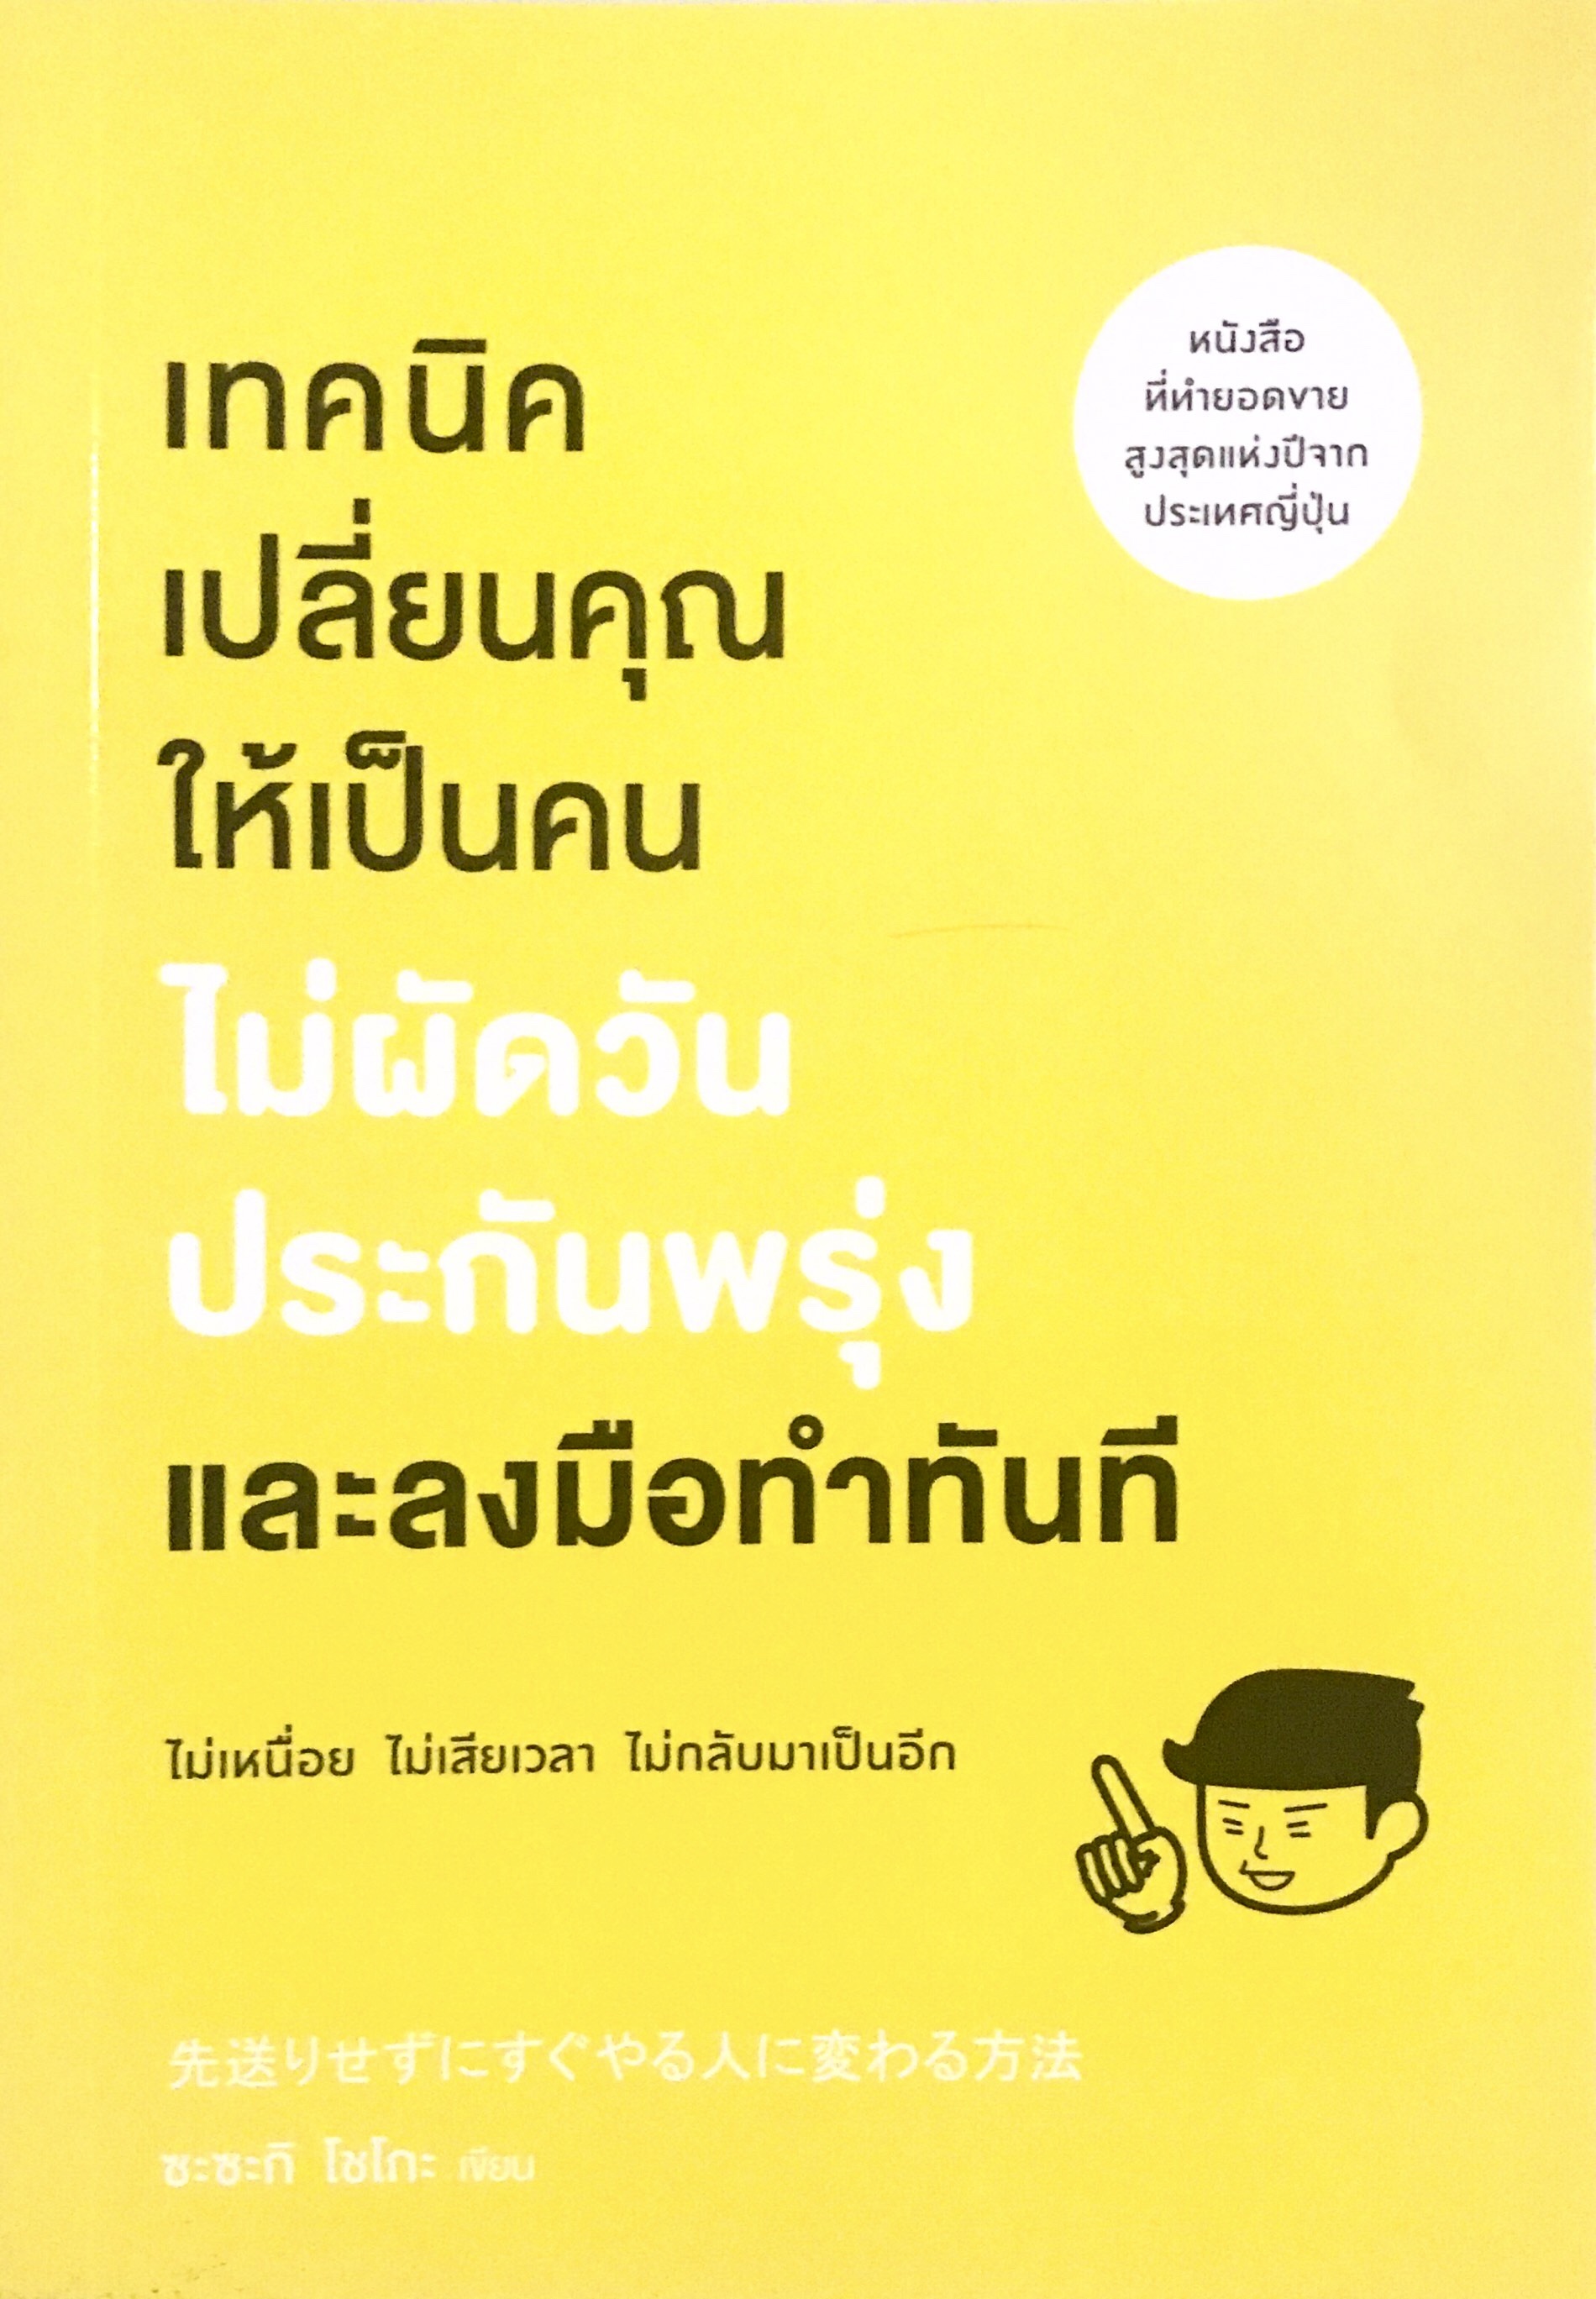 หนังสือ
ที่ทำยอดขาย
สูงสุดแห่งปีจาก
ประเทศญี่ปุ่น
เทคนิค
เปลี่ยนคุณ
ให้เป็นคน
ไม่ผัดวัน
ประกันพรุ่ง
และลงมือทำทันที
ไม่เหนื่อย ไม่เสียเวลา ไม่กลับมาเป็นอีก
先送りせずにすぐやる人に変わる方法
ซะซะกิ โชโกะ เขียน